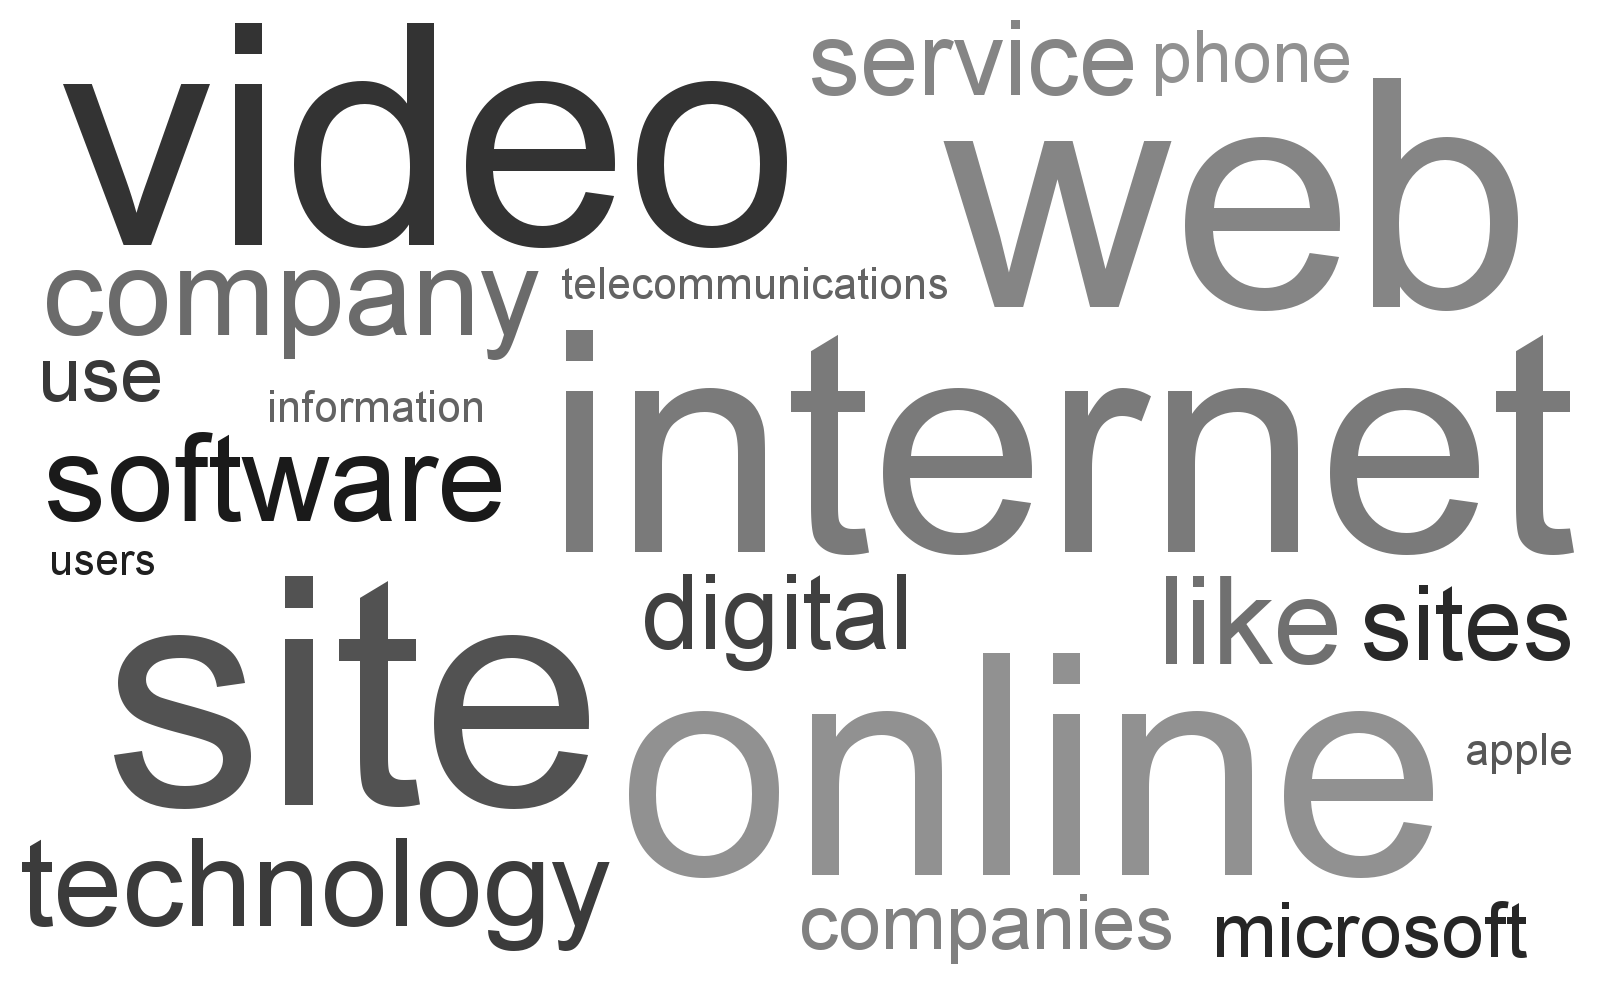 video
service
phone
web
company
telecommunications
use
information
internet
software
users
site
digital
like
sites
online
apple
technology
companies
microsoft